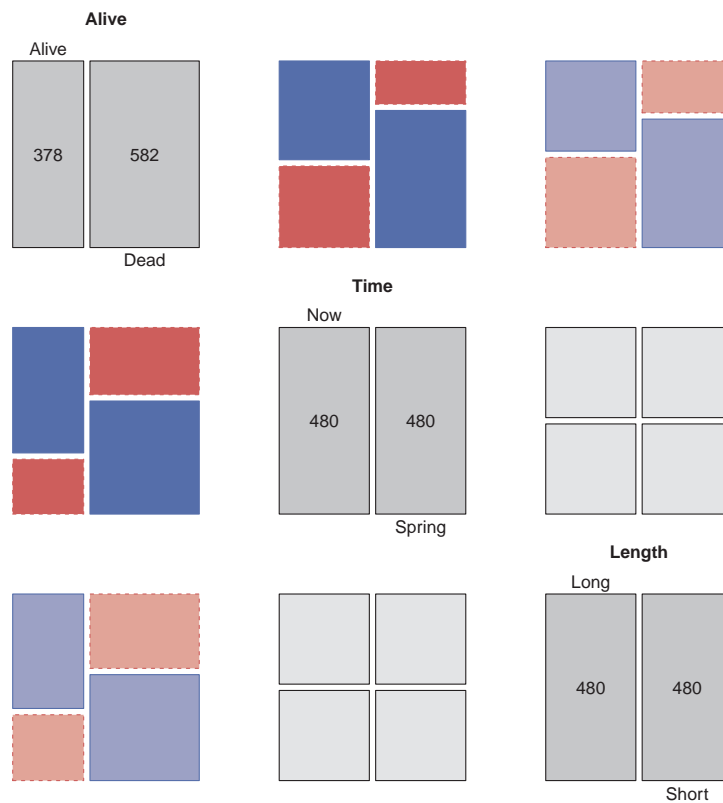 Alive
Alive
378 582
Dead
Time
Now
480 480
Spring
Length
Long
480 480
Short